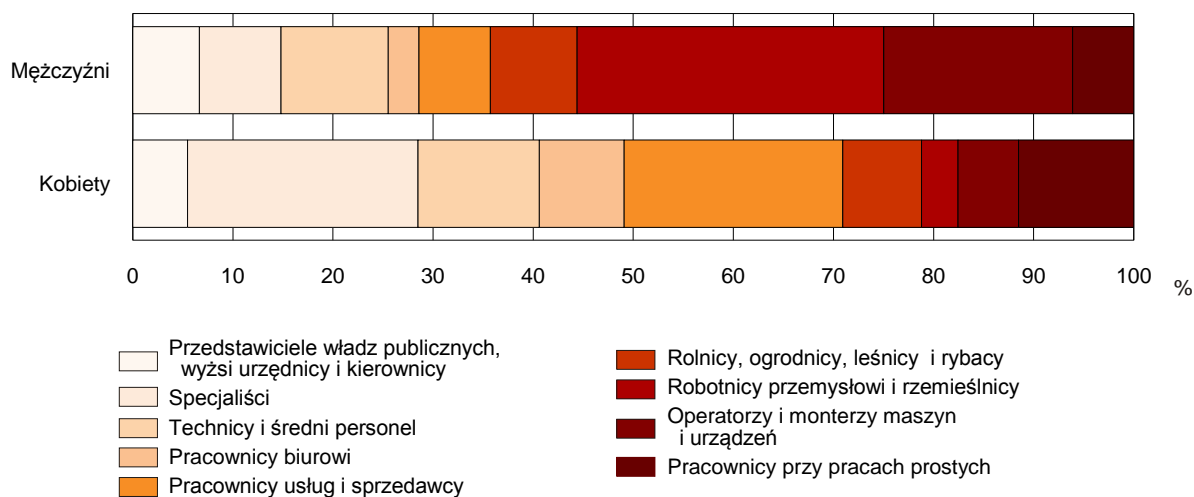 Mężczyźni
Kobiety
0 10 20 30 40 50 60 70 80 90 100
%
Przedstawiciele władz publicznych,
wyżsi urzędnicy i kierownicy
Specjaliści
Technicy i średni personel
Pracownicy biurowi
Pracownicy usług i sprzedawcy
Rolnicy, ogrodnicy, leśnicy i rybacy
Robotnicy przemysłowi i rzemieślnicy
Operatorzy i monterzy maszyn
i urządzeń
Pracownicy przy pracach prostych